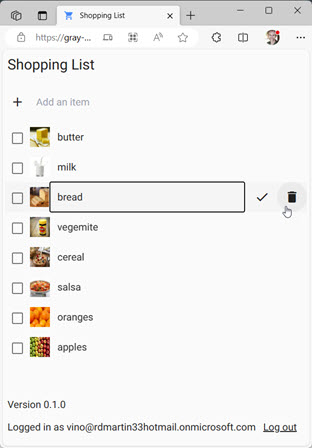 Shopping List
https://gray-...
Shopping List
Add an item
butter
milk
bread
vegemite
cereal
salsa
oranges
apples
Version 0.1.0
Logged in as vino@rdmartin33hotmail.onmicrosoft.com Log out